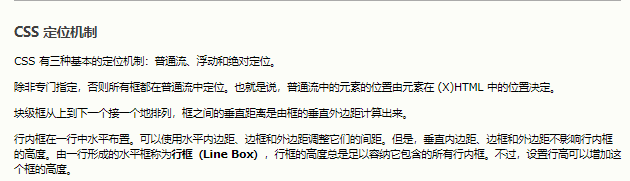 CSS 定位机制
CSS 有三种基本的定位机制：普通流、浮动和绝对定位。
除非专门指定，否则所有框都在普通流中定位。也就是说，普通流中的元素的位置由元素在 (X)HTML 中的位置决定。
块级框从上到下一个接一个地排列，框之间的垂直距离是由框的垂直外边距计算出来。
行内框在一行中水平布置。可以使用水平内边距、边框和外边距调整它们的间距。但是，垂直内边距、边框和外边距不影响行内框
的高度。由一行形成的水平框称为行框（Line Box），行框的高度总是足以容纳它包含的所有行内框。不过，设置行高可以增加这
个框的高度。